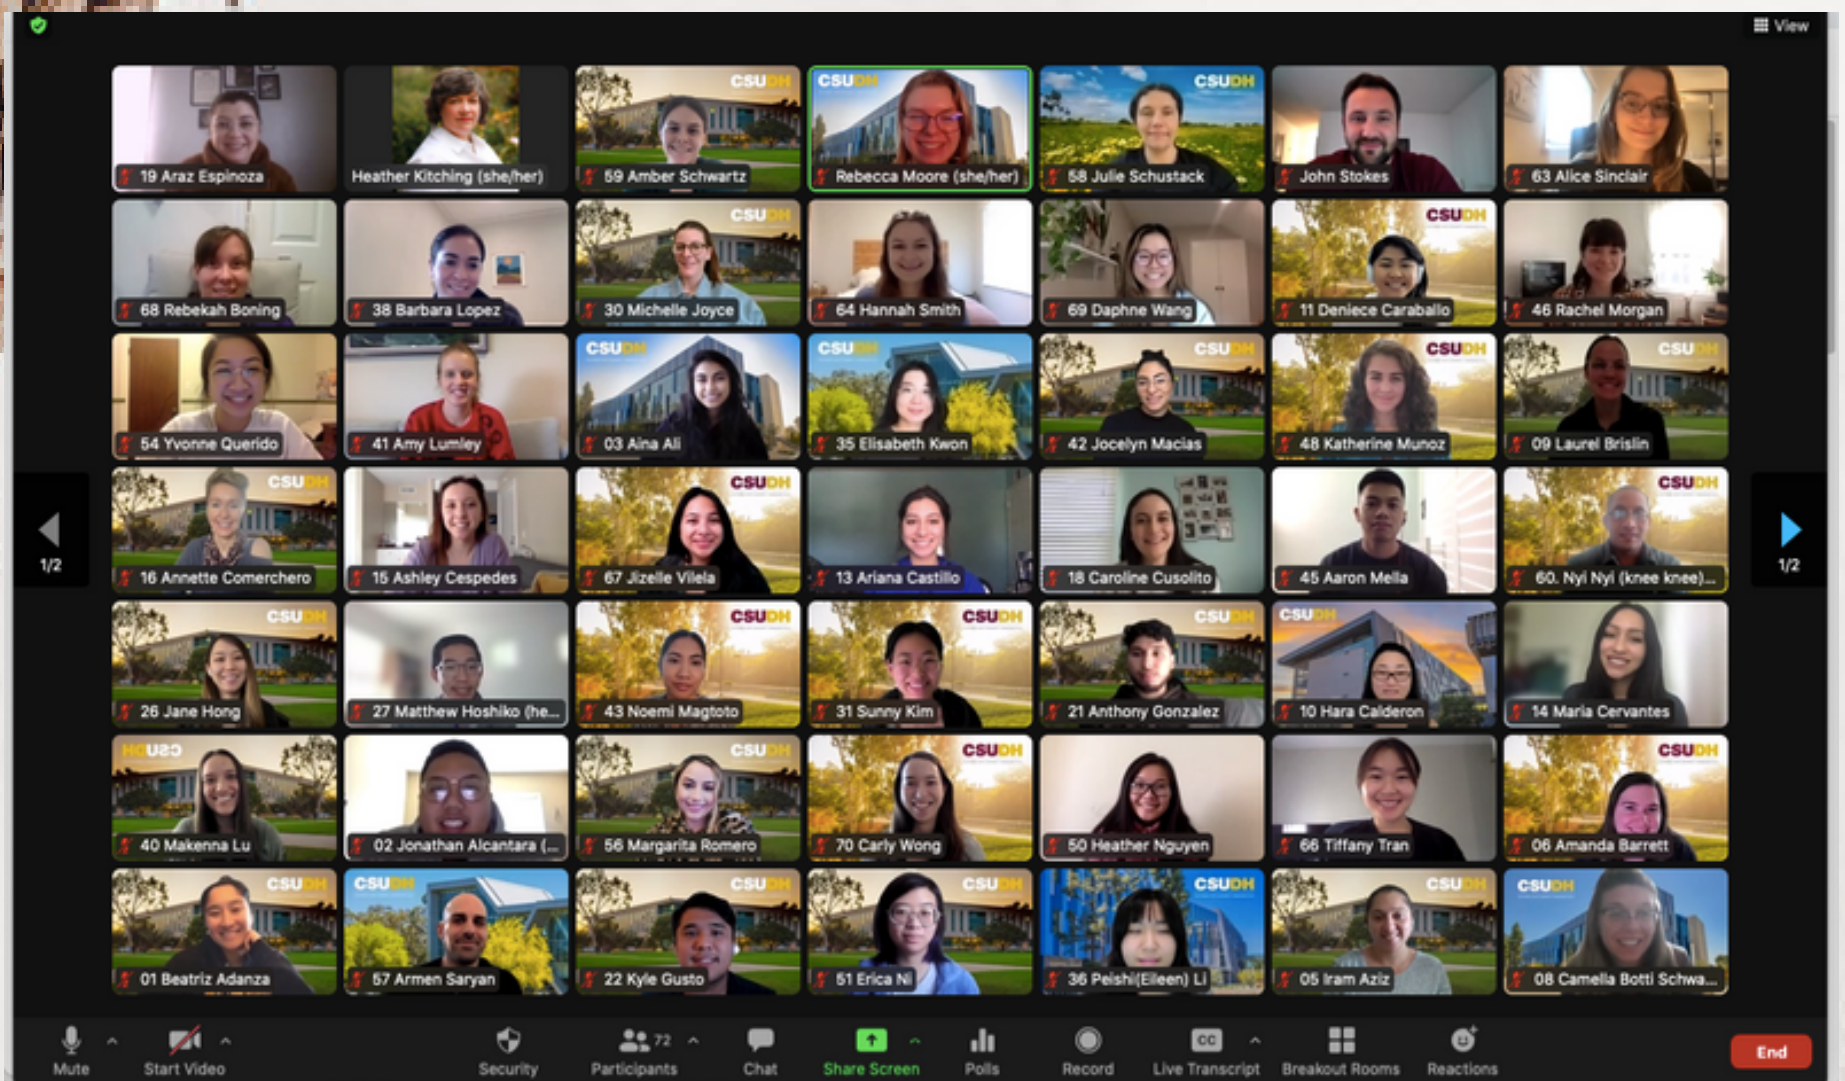 View
CSUDH
CSUDH
CSUDH
19 Araz Espinoza
Heather Kitching (she/her)
59 Amber Schwartz
Rebecca Moore (she/her)
58 Julie Schustack
John Stokes
63 Alice Sinclair
CSUDH
CSUDH
68 Rebekah Boning
38 Barbara Lopez
30 Michelle Joyce
64 Hannah Smith
69 Daphne Wang
11 Deniece Caraballo
46 Rachel Morgan
CSUDH
CSUDH
CSUDH
CSUDH
CSUDH
54 Yvonne Querido
41 Amy Lumley
03 Aina Ali
35 Elisabeth Kwon
42 Jocelyn Macias
48 Katherine Munoz
09 Laurel Brislin
CSUDH
CSUDH
CSUDH
16 Annette Comerchero
15 Ashley Cespedes
67 Jizelle Vilela
13 Ariana Castillo
18 Caroline Cusolito
45 Aaron Mella
60. Nyi Nyi (knee knee)...
1/2
1/2
CSUDH
CSUDH
CSUDH
CSUDH
CSUDH
26 Jane Hong
27 Matthew Hoshiko (he...
43 Noemi Magtoto
31 Sunny Kim
21 Anthony Gonzalez
10 Hara Calderon
14 Maria Cervantes
CSUDH
CSUDH
CSUDH
CSUDH
40 Makenna Lu
02 Jonathan Alcantara (...
56 Margarita Romero
70 Carly Wong
50 Heather Nguyen
66 Tiffany Tran
06 Amanda Barrett
CSUDH
CSUDH
CSUDH
CSUDH
CSUDH
CSUDH
CSUDH
01 Beatriz Adanza
57 Armen Saryan
22 Kyle Gusto
51 Erica Ni
36 Peishi(Eileen) Li
05 Iram Aziz
08 Camella Botti Schwa...
Mute
Start Video
Security
72
Participants
Chat
Share Screen
Polls
Record
CC
Live Transcript
Breakout Rooms
Reactions
End